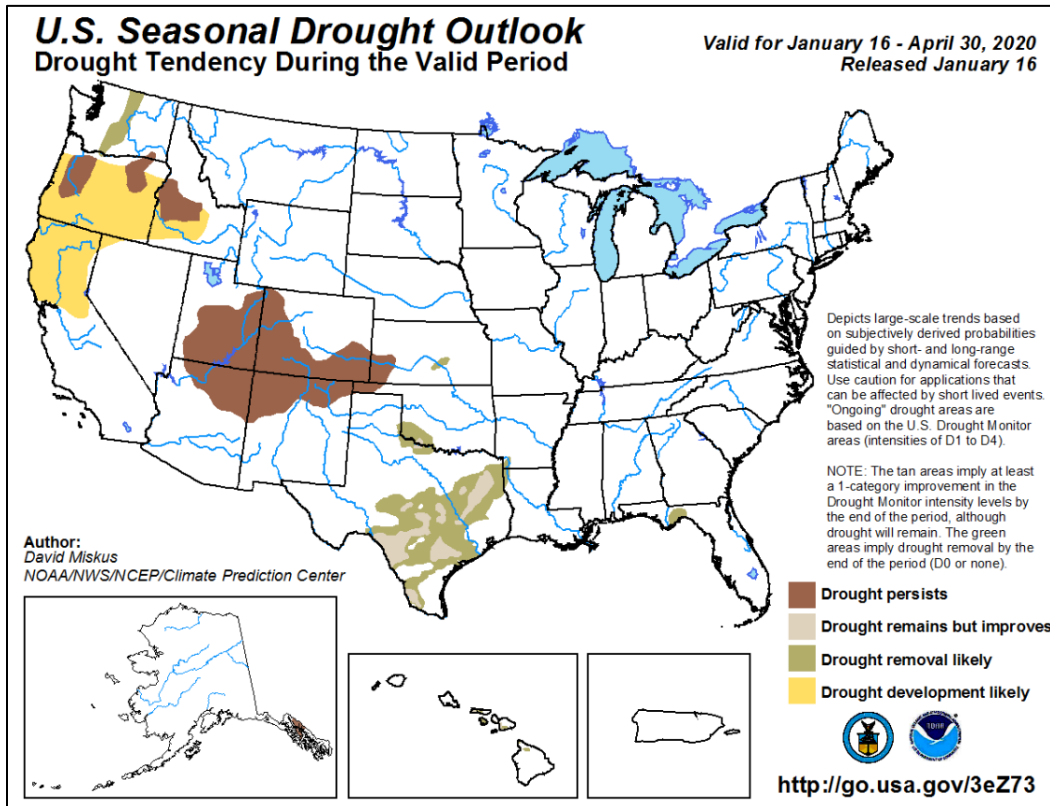 U.S. Seasonal Drought Outlook
Drought Tendency During the Valid Period
Valid for January 16 - April 30, 2020
Released January 16
Depicts large-scale trends based
on subjectively derived probabilities
guided by short- and long-range
statistical and dynamical forecasts.
Use caution for applications that
can be affected by short lived events.
"Ongoing" drought areas are
based on the U.S. Drought Monitor
areas (intensities of D1 to D4).
NOTE: The tan areas imply at least
a 1-category improvement in the
Drought Monitor intensity levels by
the end of the period, although
drought will remain. The green
areas imply drought removal by the
end of the period (D0 or none).
Author:
David Miskus
NOAA/NWS/NCEP/Climate Prediction Center
Drought persists
Drought remains but improves
Drought removal likely
Drought development likely
http://go.usa.gov/3eZ73